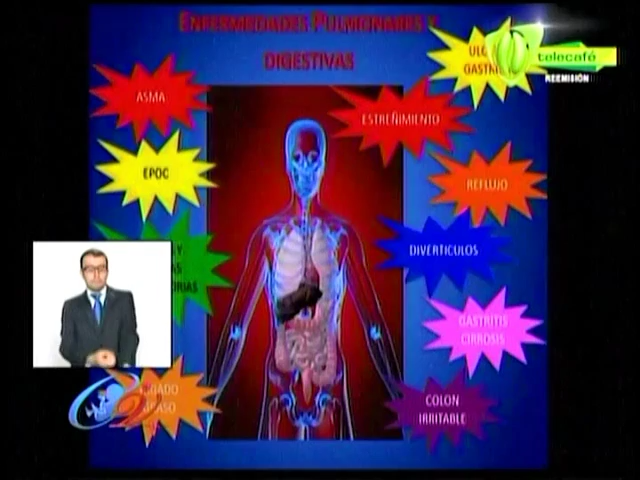 ENFERMEDADES PULMONARES Y
DIGESTIVAS
telecafé
REEMISIÓN
ASMA
ESTREÑIMIENTO
EPOC
REFLUJO
Y
DIVERTICULOS
GASTRITIS
CIRROSIS
COLON
IRRITABLE